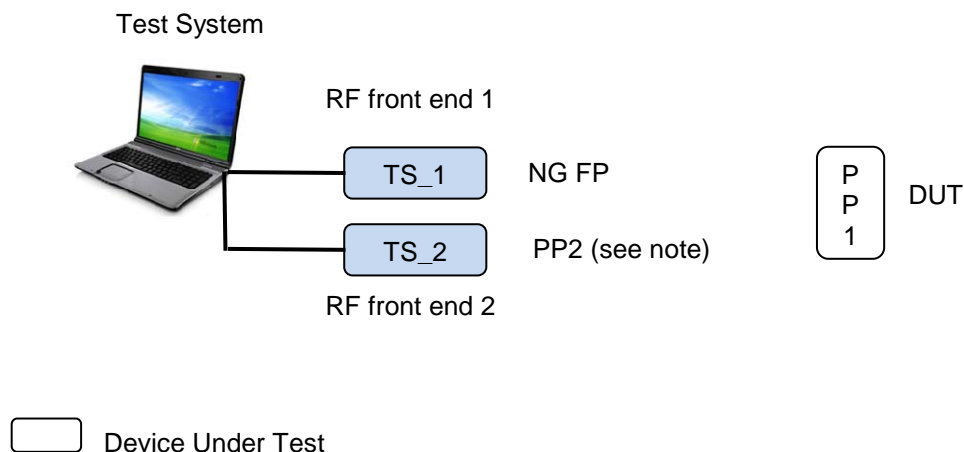 Test System
RF front end 1
TS_1
NG FP
TS_2
PP2 (see note)
RF front end 2
P
P
1
DUT
Device Under Test